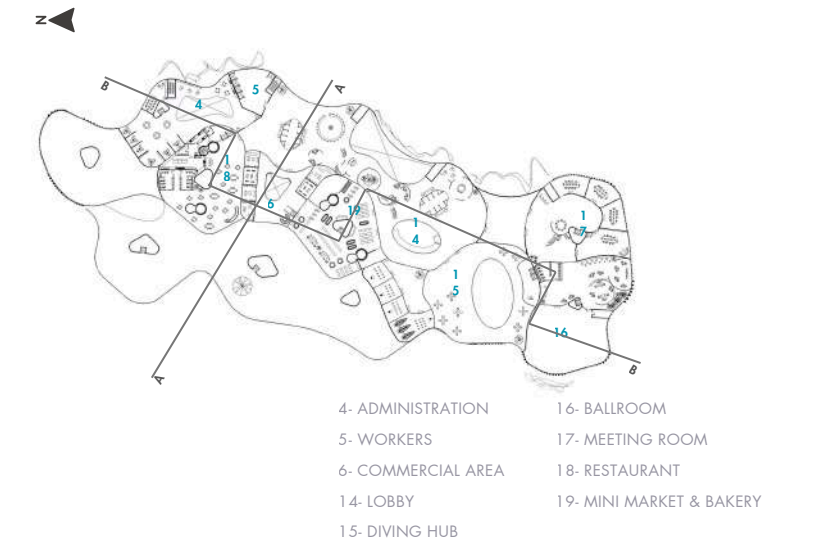 N
B
A
4
5
1
8
6
19
1
4
1
5
1
7
16
A
B
4- ADMINISTRATION
5- WORKERS
6- COMMERCIAL AREA
14- LOBBY
15- DIVING HUB
16- BALLROOM
17- MEETING ROOM
18- RESTAURANT
19- MINI MARKET & BAKERY